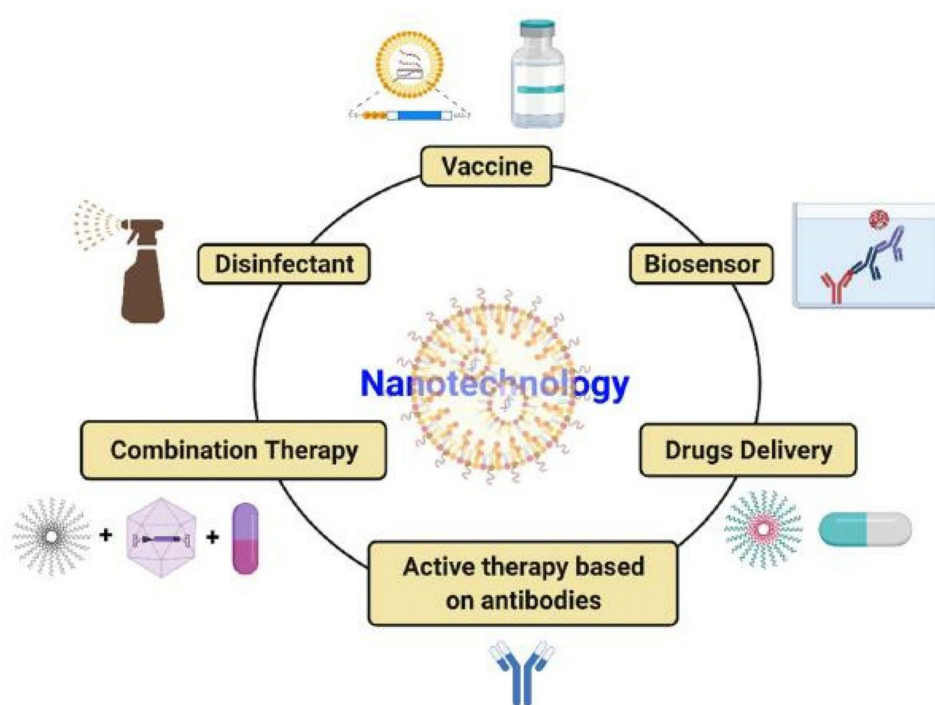 Vaccine
Disinfectant
Biosensor
Nanotechnology
Combination Therapy
Drugs Delivery
Active therapy based
on antibodies